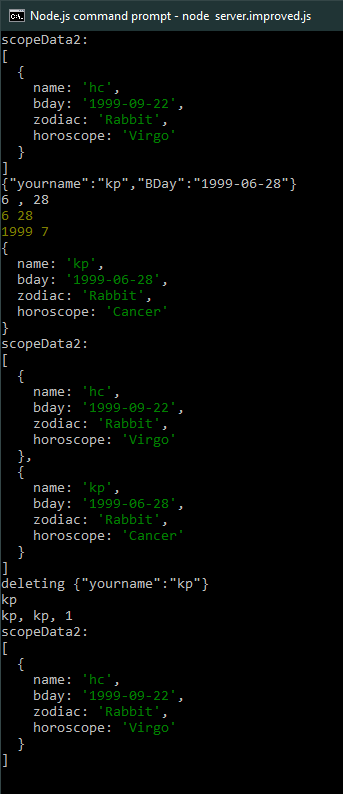 Node.js command prompt - node  server.improved.js
scopeData2:
[
  {
    name: 'hc',
    bday: '1999-09-22',
    zodiac: 'Rabbit',
    horoscope: 'Virgo'
  }
]
{"yourname":"kp","BDay":"1999-06-28"}
6 , 28
6 28
1999 7
{
  name: 'kp',
  bday: '1999-06-28',
  zodiac: 'Rabbit',
  horoscope: 'Cancer'
}
scopeData2:
[
  {
    name: 'hc',
    bday: '1999-09-22',
    zodiac: 'Rabbit',
    horoscope: 'Virgo'
  },
  {
    name: 'kp',
    bday: '1999-06-28',
    zodiac: 'Rabbit',
    horoscope: 'Cancer'
  }
]
deleting {"yourname":"kp"}
kp
kp, kp, 1
scopeData2:
[
  {
    name: 'hc',
    bday: '1999-09-22',
    zodiac: 'Rabbit',
    horoscope: 'Virgo'
  }
]